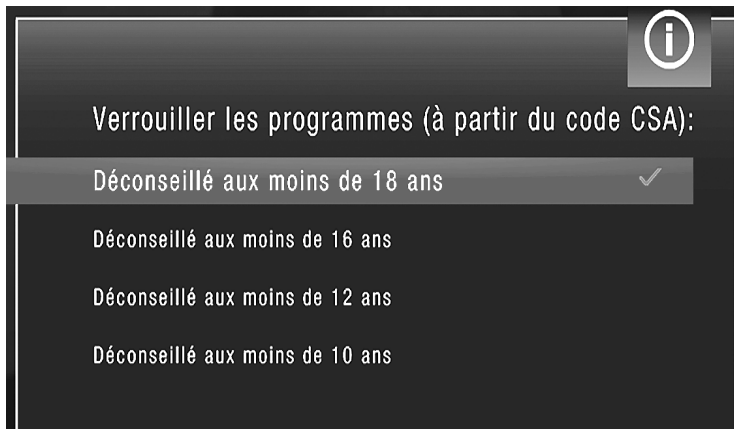 Verrouiller les programmes (à partir du code CSA):
Déconseillé aux moins de 18 ans
Déconseillé aux moins de 16 ans
Déconseillé aux moins de 12 ans
Déconseillé aux moins de 10 ans